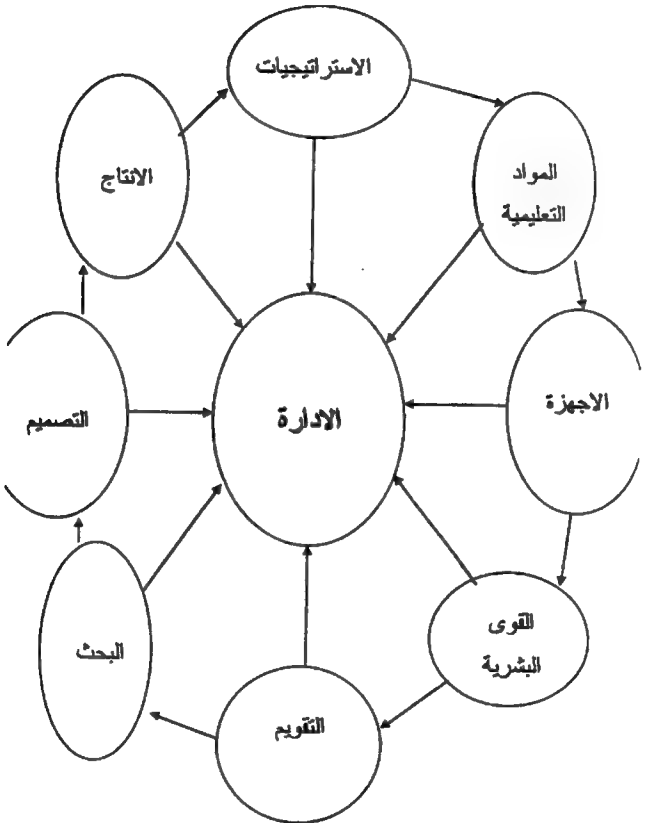 الاستراتيجيات
المواد
التعليمية
الاجهزة
القوى
البشرية
التقويم
البحث
التصميم
الانتاج
الادارة